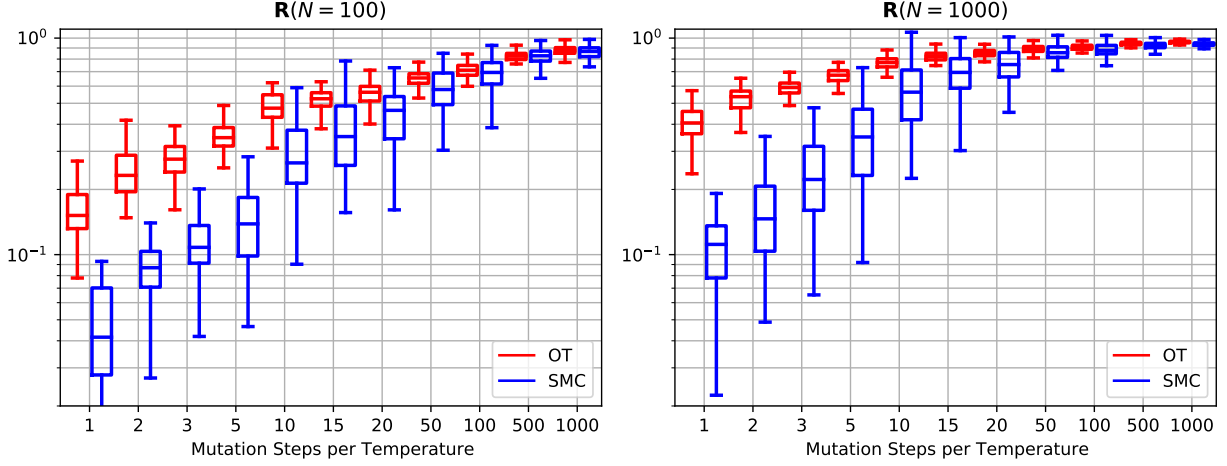 R(N = 100)
10⁰
10⁻¹
OT
SMC
1 2 3 5 10 15 20 50 100 500 1000
Mutation Steps per Temperature
R(N = 1000)
10⁰
10⁻¹
OT
SMC
1 2 3 5 10 15 20 50 100 500 1000
Mutation Steps per Temperature